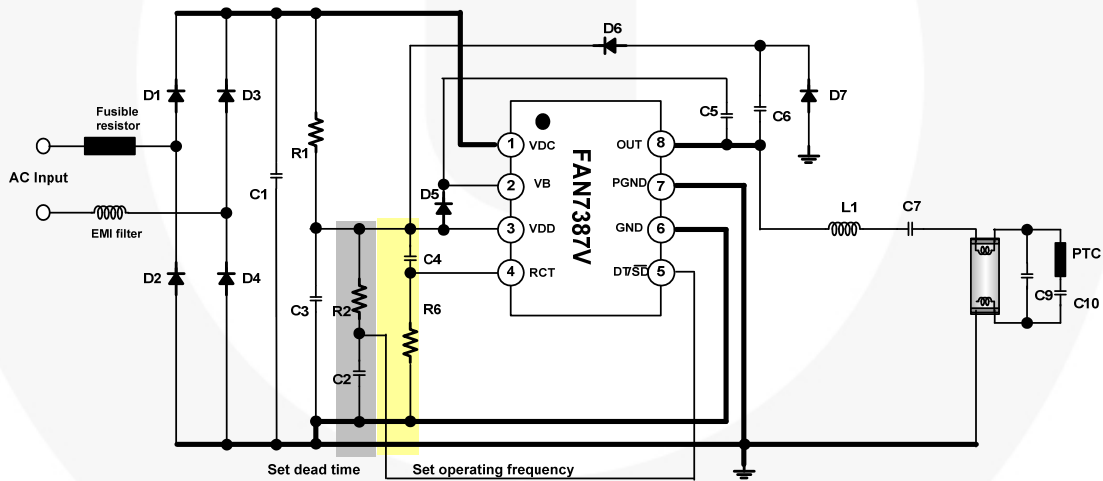 D6
D1
D3
Fusible
resistor
C5
C6
D7
R1
1
VDC
OUT
8
AC Input
C1
D5
2
VB
FAN7387V
PGND
7
L1
C7
EMI filter
3
VDD
GND
6
C4
D2
D4
4
RCT
DT/SD
5
PTC
C3
R2
R6
C9
C10
C2
Set dead time
Set operating frequency